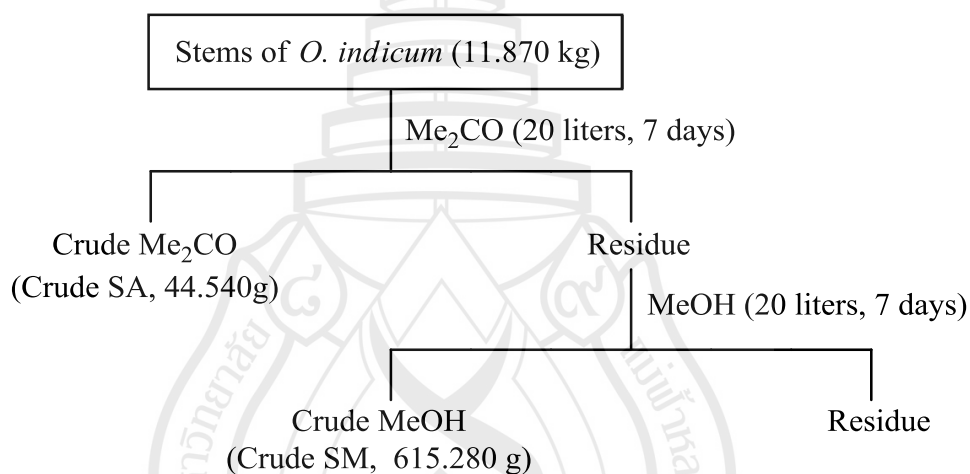 Stems of O. indicum (11.870 kg)
Me₂CO (20 liters, 7 days)
Crude Me₂CO
(Crude SA, 44.540g)
Residue
MeOH (20 liters, 7 days)
Crude MeOH
(Crude SM, 615.280 g)
Residue